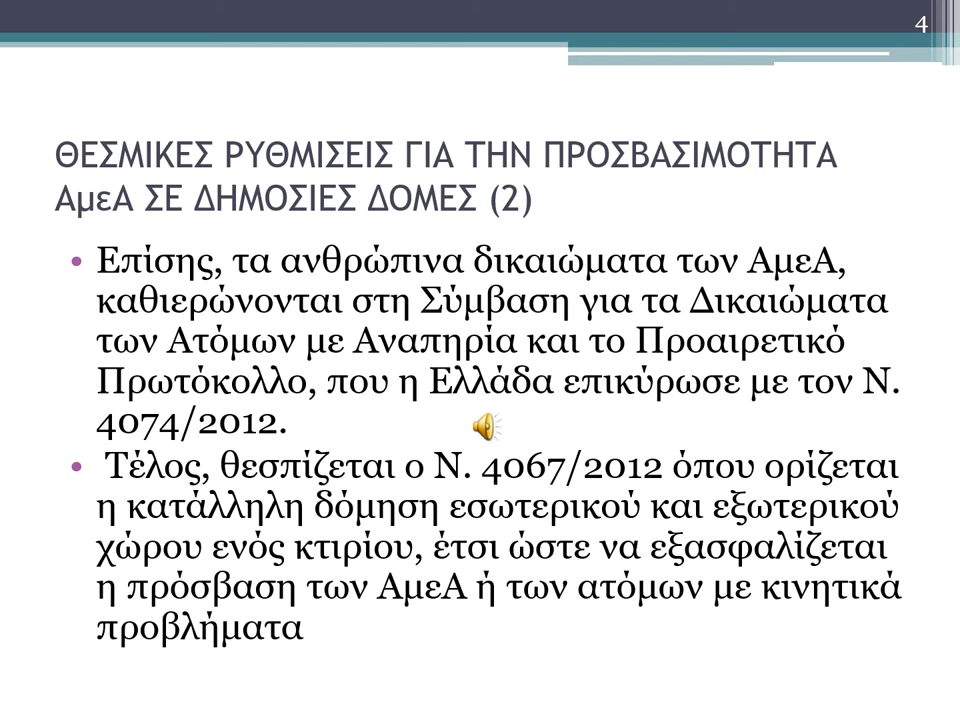 4
ΘΕΣΜΙΚΕΣ ΡΥΘΜΙΣΕΙΣ ΓΙΑ ΤΗΝ ΠΡΟΣΒΑΣΙΜΟΤΗΤΑ
ΑμεΑ ΣΕ ΔΗΜΟΣΙΕΣ ΔΟΜΕΣ (2)
• Επίσης, τα ανθρώπινα δικαιώματα των ΑμεΑ,
καθιερώνονται στη Σύμβαση για τα Δικαιώματα
των Ατόμων με Αναπηρία και το Προαιρετικό
Πρωτόκολλο, που η Ελλάδα επικύρωσε με τον Ν.
4074/2012.
• Τέλος, θεσπίζεται ο Ν. 4067/2012 όπου ορίζεται
η κατάλληλη δόμηση εσωτερικού και εξωτερικού
χώρου ενός κτιρίου, έτσι ώστε να εξασφαλίζεται
η πρόσβαση των ΑμεΑ ή των ατόμων με κινητικά
προβλήματα